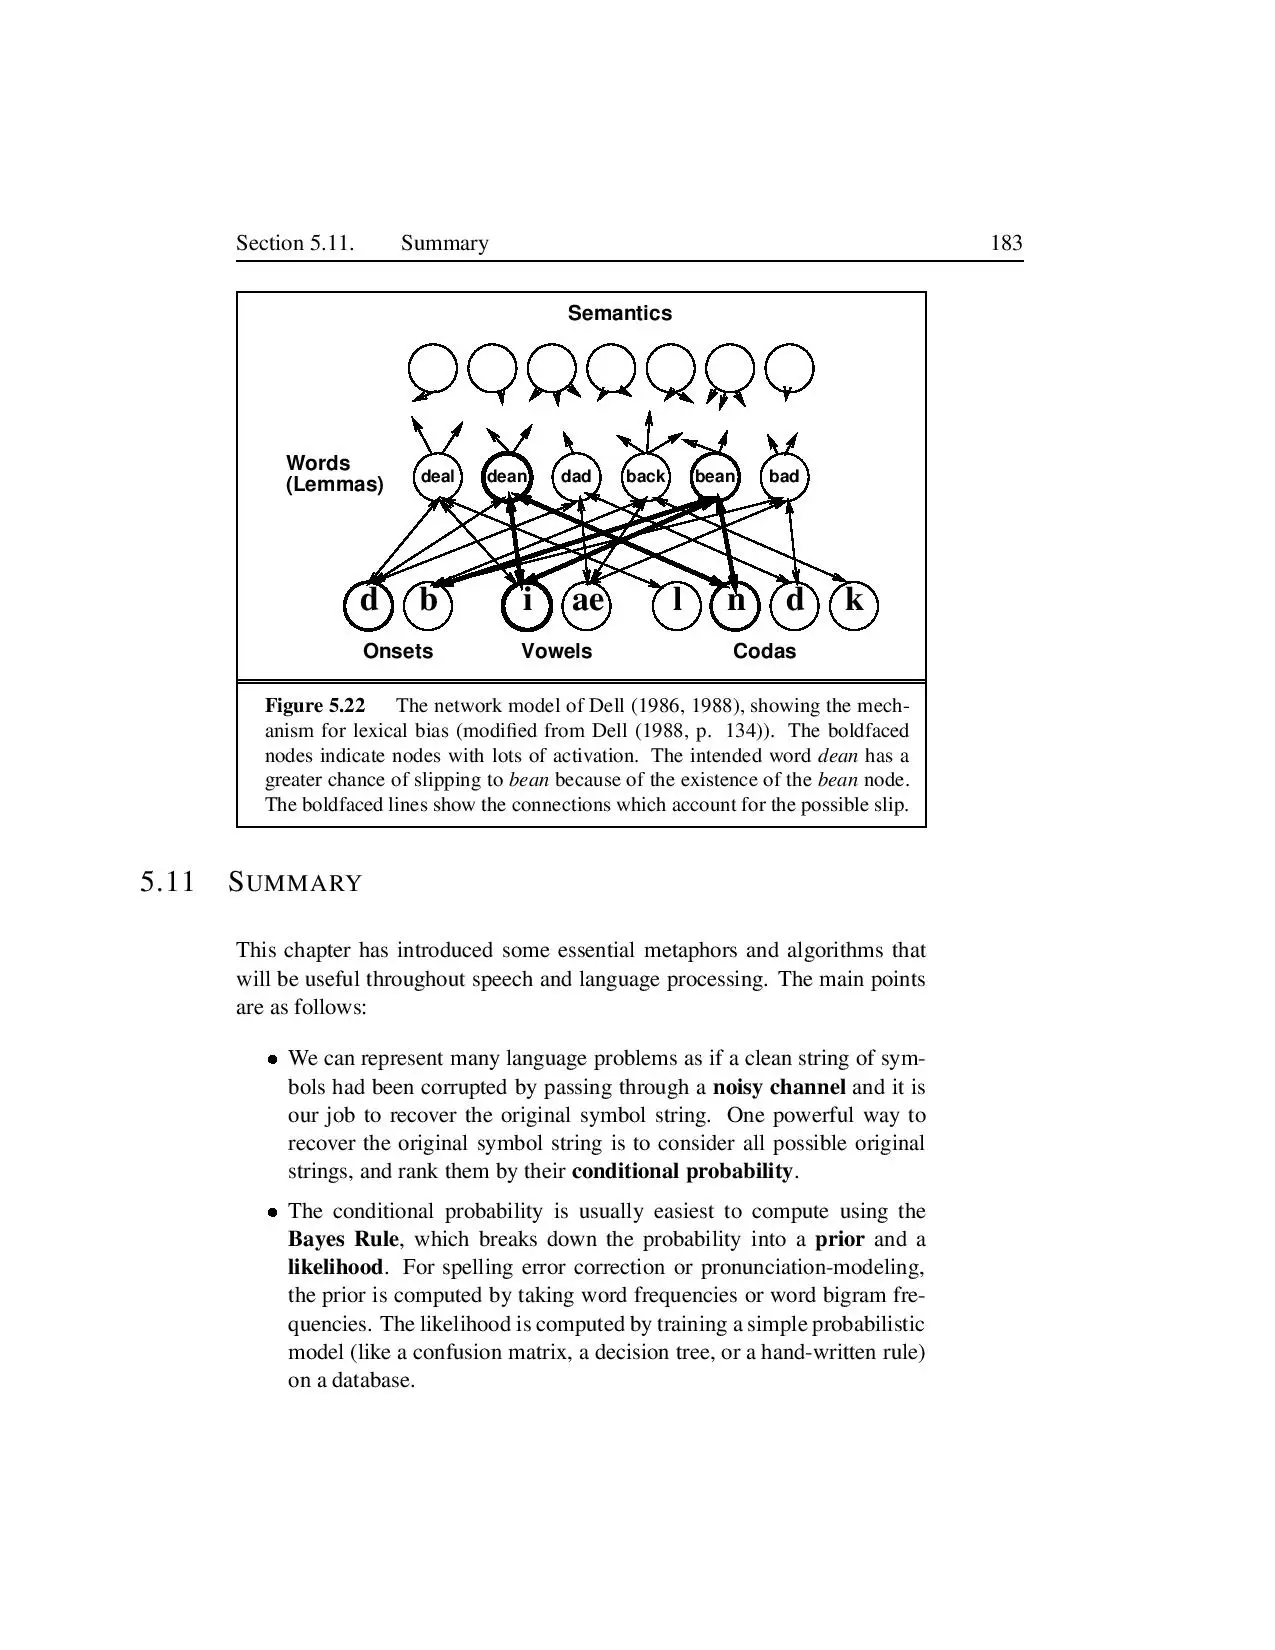 Section 5.11. Summary 183
Semantics
Words
(Lemmas)
deal dean dad back bean bad
d b i ae l n d k
Onsets Vowels Codas
Figure 5.22 The network model of Dell (1986, 1988), showing the mech-
anism for lexical bias (modified from Dell (1988, p. 134)). The boldfaced
nodes indicate nodes with lots of activation. The intended word dean has a
greater chance of slipping to bean because of the existence of the bean node.
The boldfaced lines show the connections which account for the possible slip.
5.11 SUMMARY
This chapter has introduced some essential metaphors and algorithms that
will be useful throughout speech and language processing. The main points
are as follows:
• We can represent many language problems as if a clean string of sym-
bols had been corrupted by passing through a noisy channel and it is
our job to recover the original symbol string. One powerful way to
recover the original symbol string is to consider all possible original
strings, and rank them by their conditional probability.
• The conditional probability is usually easiest to compute using the
Bayes Rule, which breaks down the probability into a prior and a
likelihood. For spelling error correction or pronunciation-modeling,
the prior is computed by taking word frequencies or word bigram fre-
quencies. The likelihood is computed by training a simple probabilistic
model (like a confusion matrix, a decision tree, or a hand-written rule)
on a database.